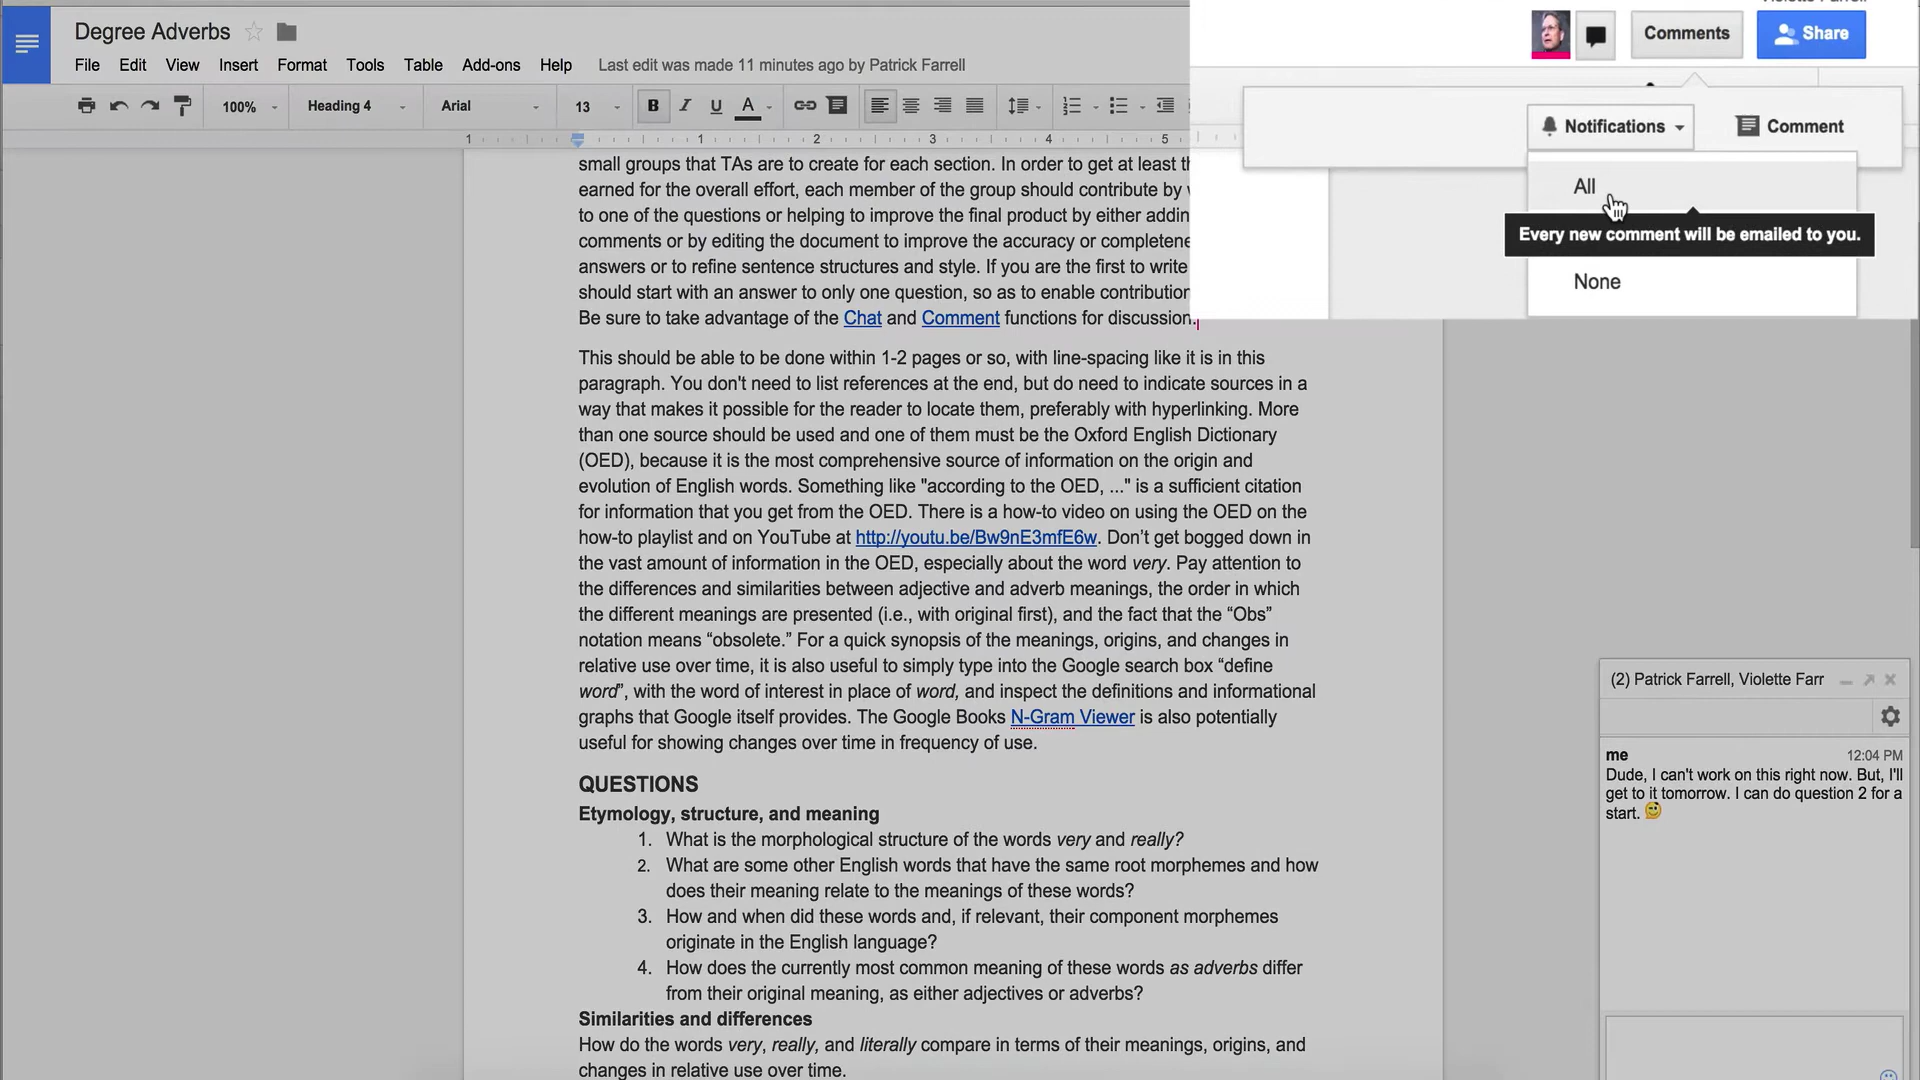 Degree Adverbs
File Edit View Insert Format Tools Table Add-ons Help Last edit was made 11 minutes ago by Patrick Farrell
Comments Share
100% Heading 4 Arial 13 B I U A
1 1 2 3 4 5
Notifications Comment
All
Every new comment will be emailed to you.
None
small groups that TAs are to create for each section. In order to get at least th
earned for the overall effort, each member of the group should contribute by w
to one of the questions or helping to improve the final product by either addin
comments or by editing the document to improve the accuracy or completene
answers or to refine sentence structures and style. If you are the first to write
should start with an answer to only one question, so as to enable contribution
Be sure to take advantage of the Chat and Comment functions for discussion.
This should be able to be done within 1-2 pages or so, with line-spacing like it is in this
paragraph. You don't need to list references at the end, but do need to indicate sources in a
way that makes it possible for the reader to locate them, preferably with hyperlinking. More
than one source should be used and one of them must be the Oxford English Dictionary
(OED), because it is the most comprehensive source of information on the origin and
evolution of English words. Something like "according to the OED, ..." is a sufficient citation
for information that you get from the OED. There is a how-to video on using the OED on the
how-to playlist and on YouTube at http://youtu.be/Bw9nE3mfE6w. Don’t get bogged down in
the vast amount of information in the OED, especially about the word very. Pay attention to
the differences and similarities between adjective and adverb meanings, the order in which
the different meanings are presented (i.e., with original first), and the fact that the “Obs”
notation means “obsolete.” For a quick synopsis of the meanings, origins, and changes in
relative use over time, it is also useful to simply type into the Google search box “define
word”, with the word of interest in place of word, and inspect the definitions and informational
graphs that Google itself provides. The Google Books N-Gram Viewer is also potentially
useful for showing changes over time in frequency of use.
QUESTIONS
Etymology, structure, and meaning
1. What is the morphological structure of the words very and really?
2. What are some other English words that have the same root morphemes and how
does their meaning relate to the meanings of these words?
3. How and when did these words and, if relevant, their component morphemes
originate in the English language?
4. How does the currently most common meaning of these words as adverbs differ
from their original meaning, as either adjectives or adverbs?
Similarities and differences
How do the words very, really, and literally compare in terms of their meanings, origins, and
changes in relative use over time.
(2) Patrick Farrell, Violette Farr
me 12:04 PM
Dude, I can't work on this right now. But, I'll
get to it tomorrow. I can do question 2 for a
start.